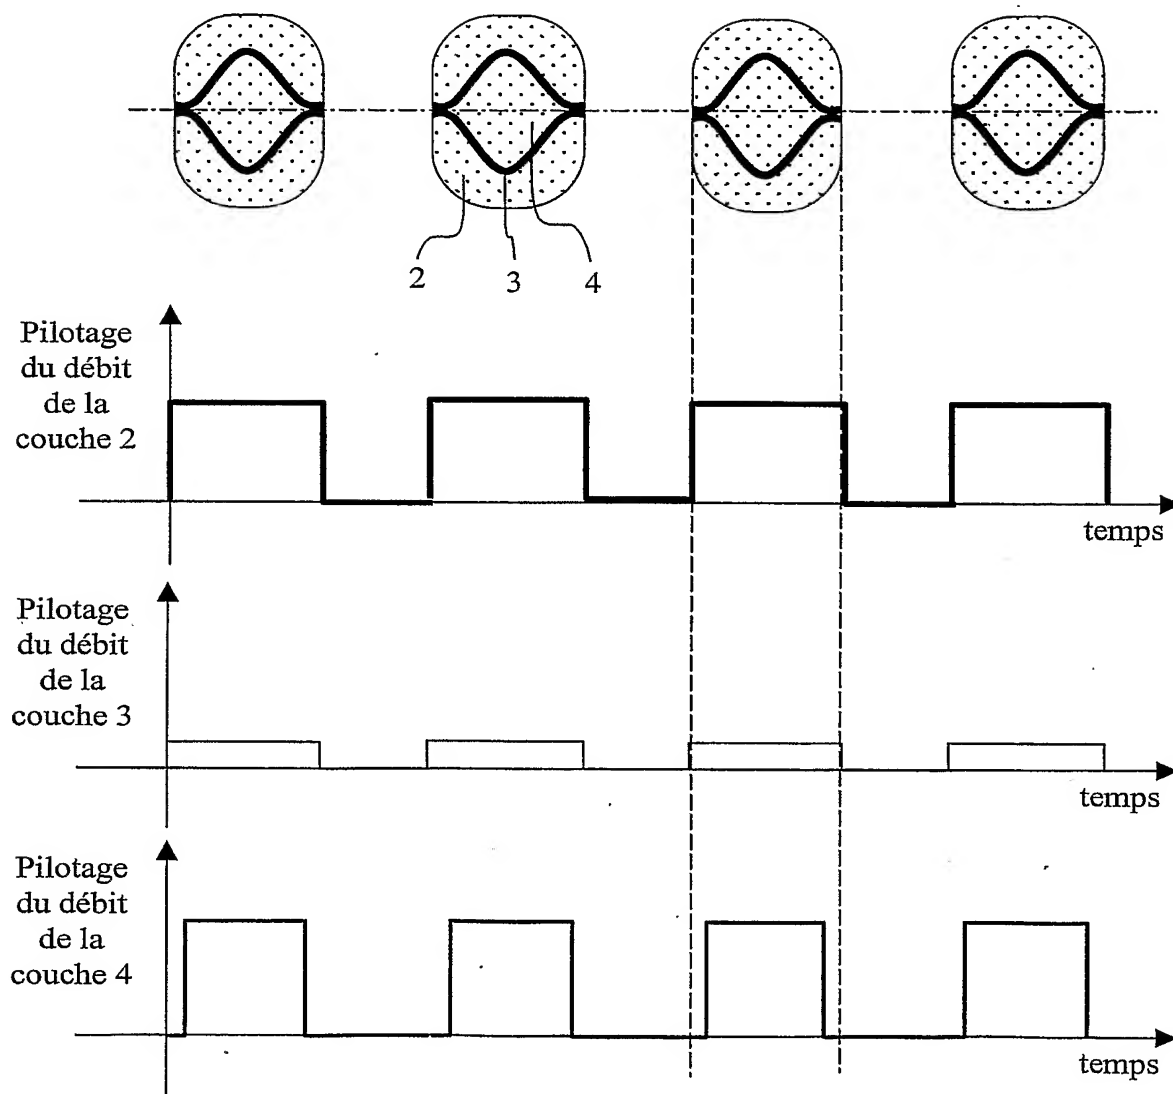 2 3 4
Pilotage
du débit
de la
couche 2
temps
Pilotage
du débit
de la
couche 3
temps
Pilotage
du débit
de la
couche 4
temps